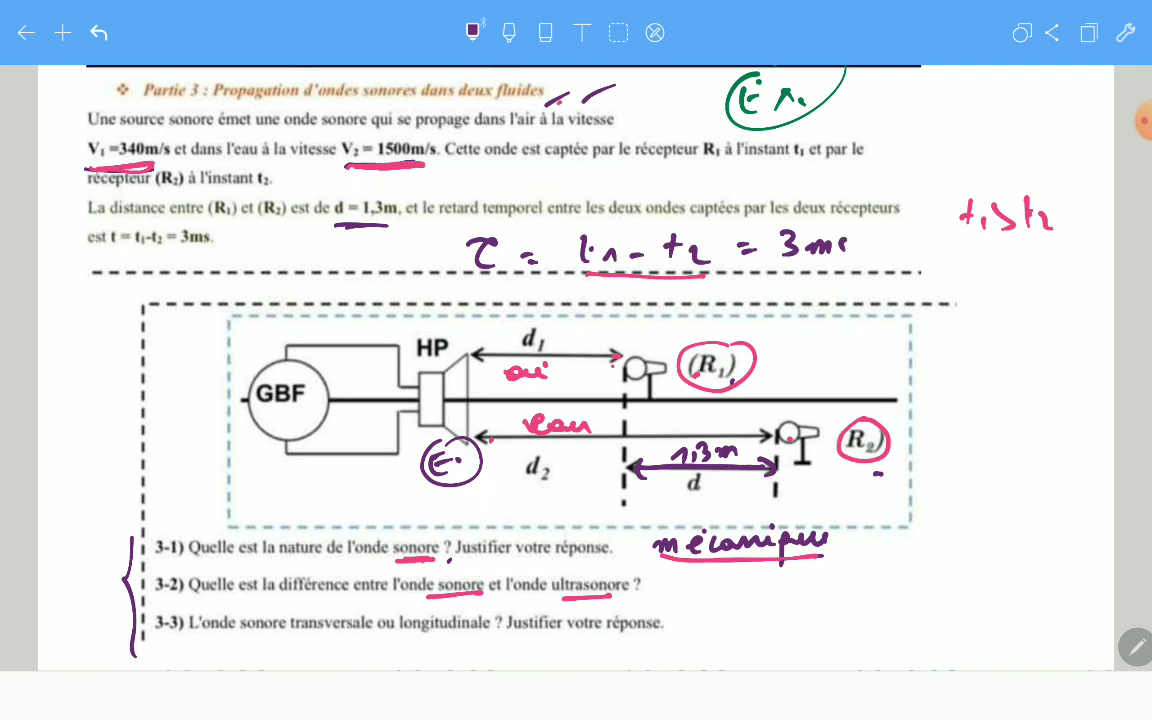 ❖ Partie 3 : Propagation d'ondes sonores dans deux fluides
Une source sonore émet une onde sonore qui se propage dans l'air à la vitesse
V₁ =340m/s et dans l'eau à la vitesse V₂ = 1500m/s. Cette onde est captée par le récepteur R₁ à l'instant t₁ et par le
récepteur (R₂) à l'instant t₂.
La distance entre (R₁) et (R₂) est de d = 1,3m, et le retard temporel entre les deux ondes captées par les deux récepteurs
t₁>t₂
est t = t₁-t₂ = 3ms.
τ = t₁ - t₂ = 3ms
HP
d₁
GBF
(R₁)
eau
(R₂)
E
1,3m
d₂
d
3-1) Quelle est la nature de l'onde sonore ? Justifier votre réponse.
mécanique
3-2) Quelle est la différence entre l'onde sonore et l'onde ultrasonore ?
3-3) L'onde sonore transversale ou longitudinale ? Justifier votre réponse.